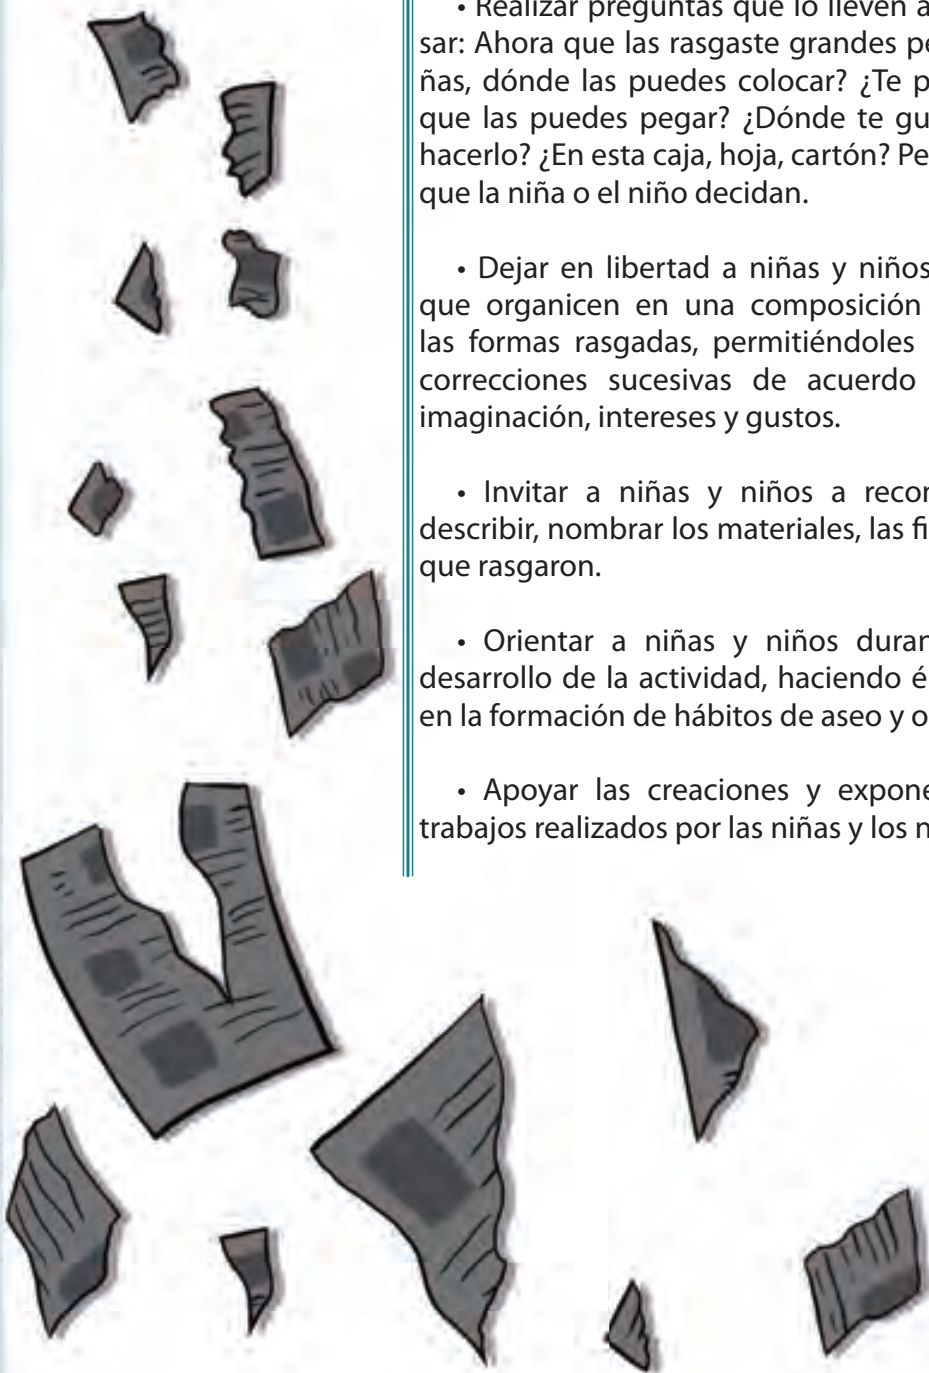 • Realizar preguntas que lo lleven a
sar: Ahora que las rasgaste grandes pe
ñas, dónde las puedes colocar? ¿Te p
que las puedes pegar? ¿Dónde te gu
hacerlo? ¿En esta caja, hoja, cartón? Pe
que la niña o el niño decidan.
• Dejar en libertad a niñas y niños
que organicen en una composición
las formas rasgadas, permitiéndoles
correcciones sucesivas de acuerdo
imaginación, intereses y gustos.
• Invitar a niñas y niños a recon
describir, nombrar los materiales, las fi
que rasgaron.
• Orientar a niñas y niños duran
desarrollo de la actividad, haciendo é
en la formación de hábitos de aseo y o
• Apoyar las creaciones y expone
trabajos realizados por las niñas y los n